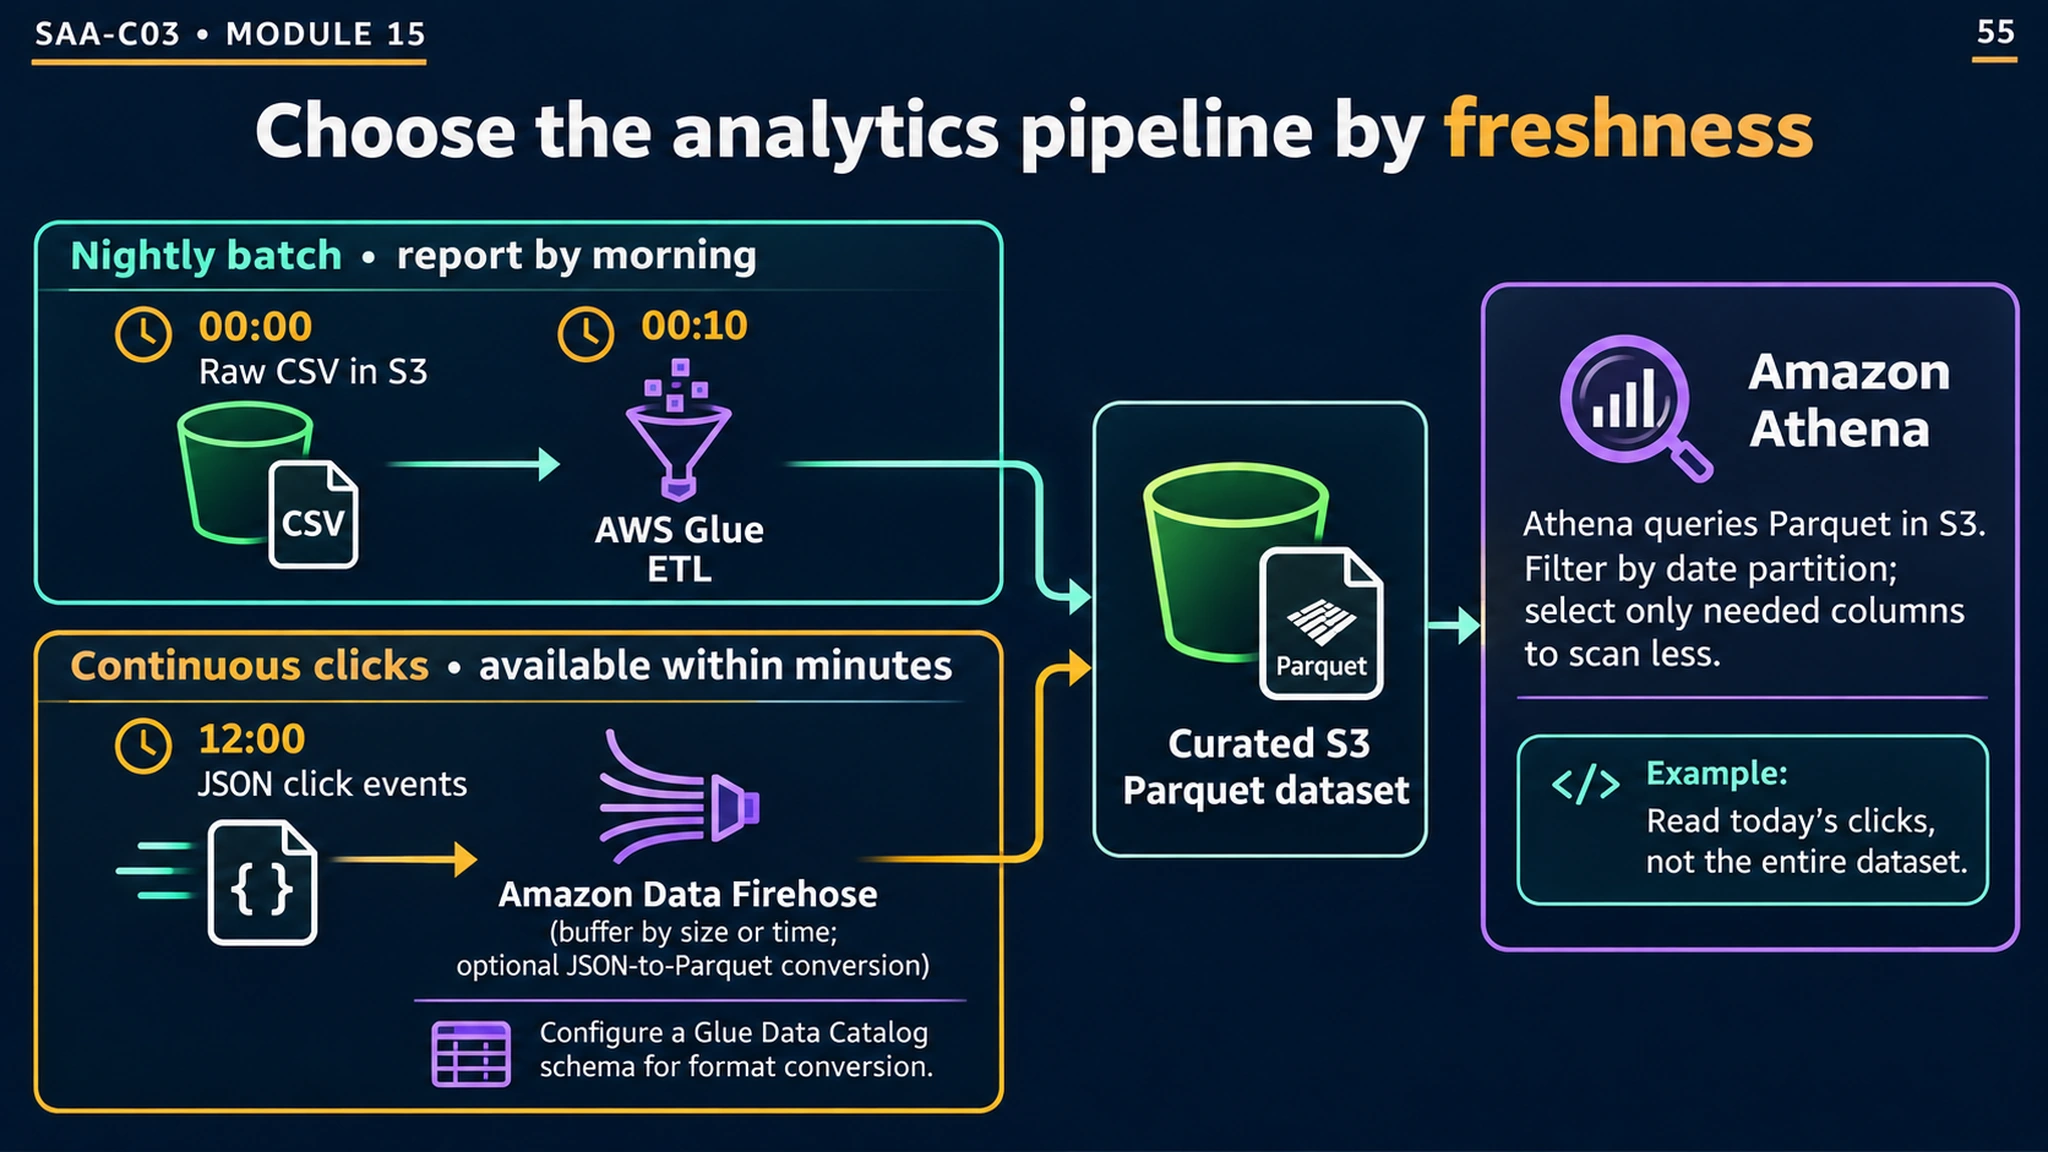 SAA-C03 • MODULE 15
55
Choose the analytics pipeline by freshness
Nightly batch • report by morning
00:00
Raw CSV in S3
CSV
00:10
AWS Glue
ETL
Continuous clicks • available within minutes
12:00
JSON click events
{ }
Amazon Data Firehose
(buffer by size or time;
optional JSON-to-Parquet conversion)
Configure a Glue Data Catalog
schema for format conversion.
Parquet
Curated S3
Parquet dataset
Amazon
Athena
Athena queries Parquet in S3.
Filter by date partition;
select only needed columns
to scan less.
</>
Example:
Read today’s clicks,
not the entire dataset.